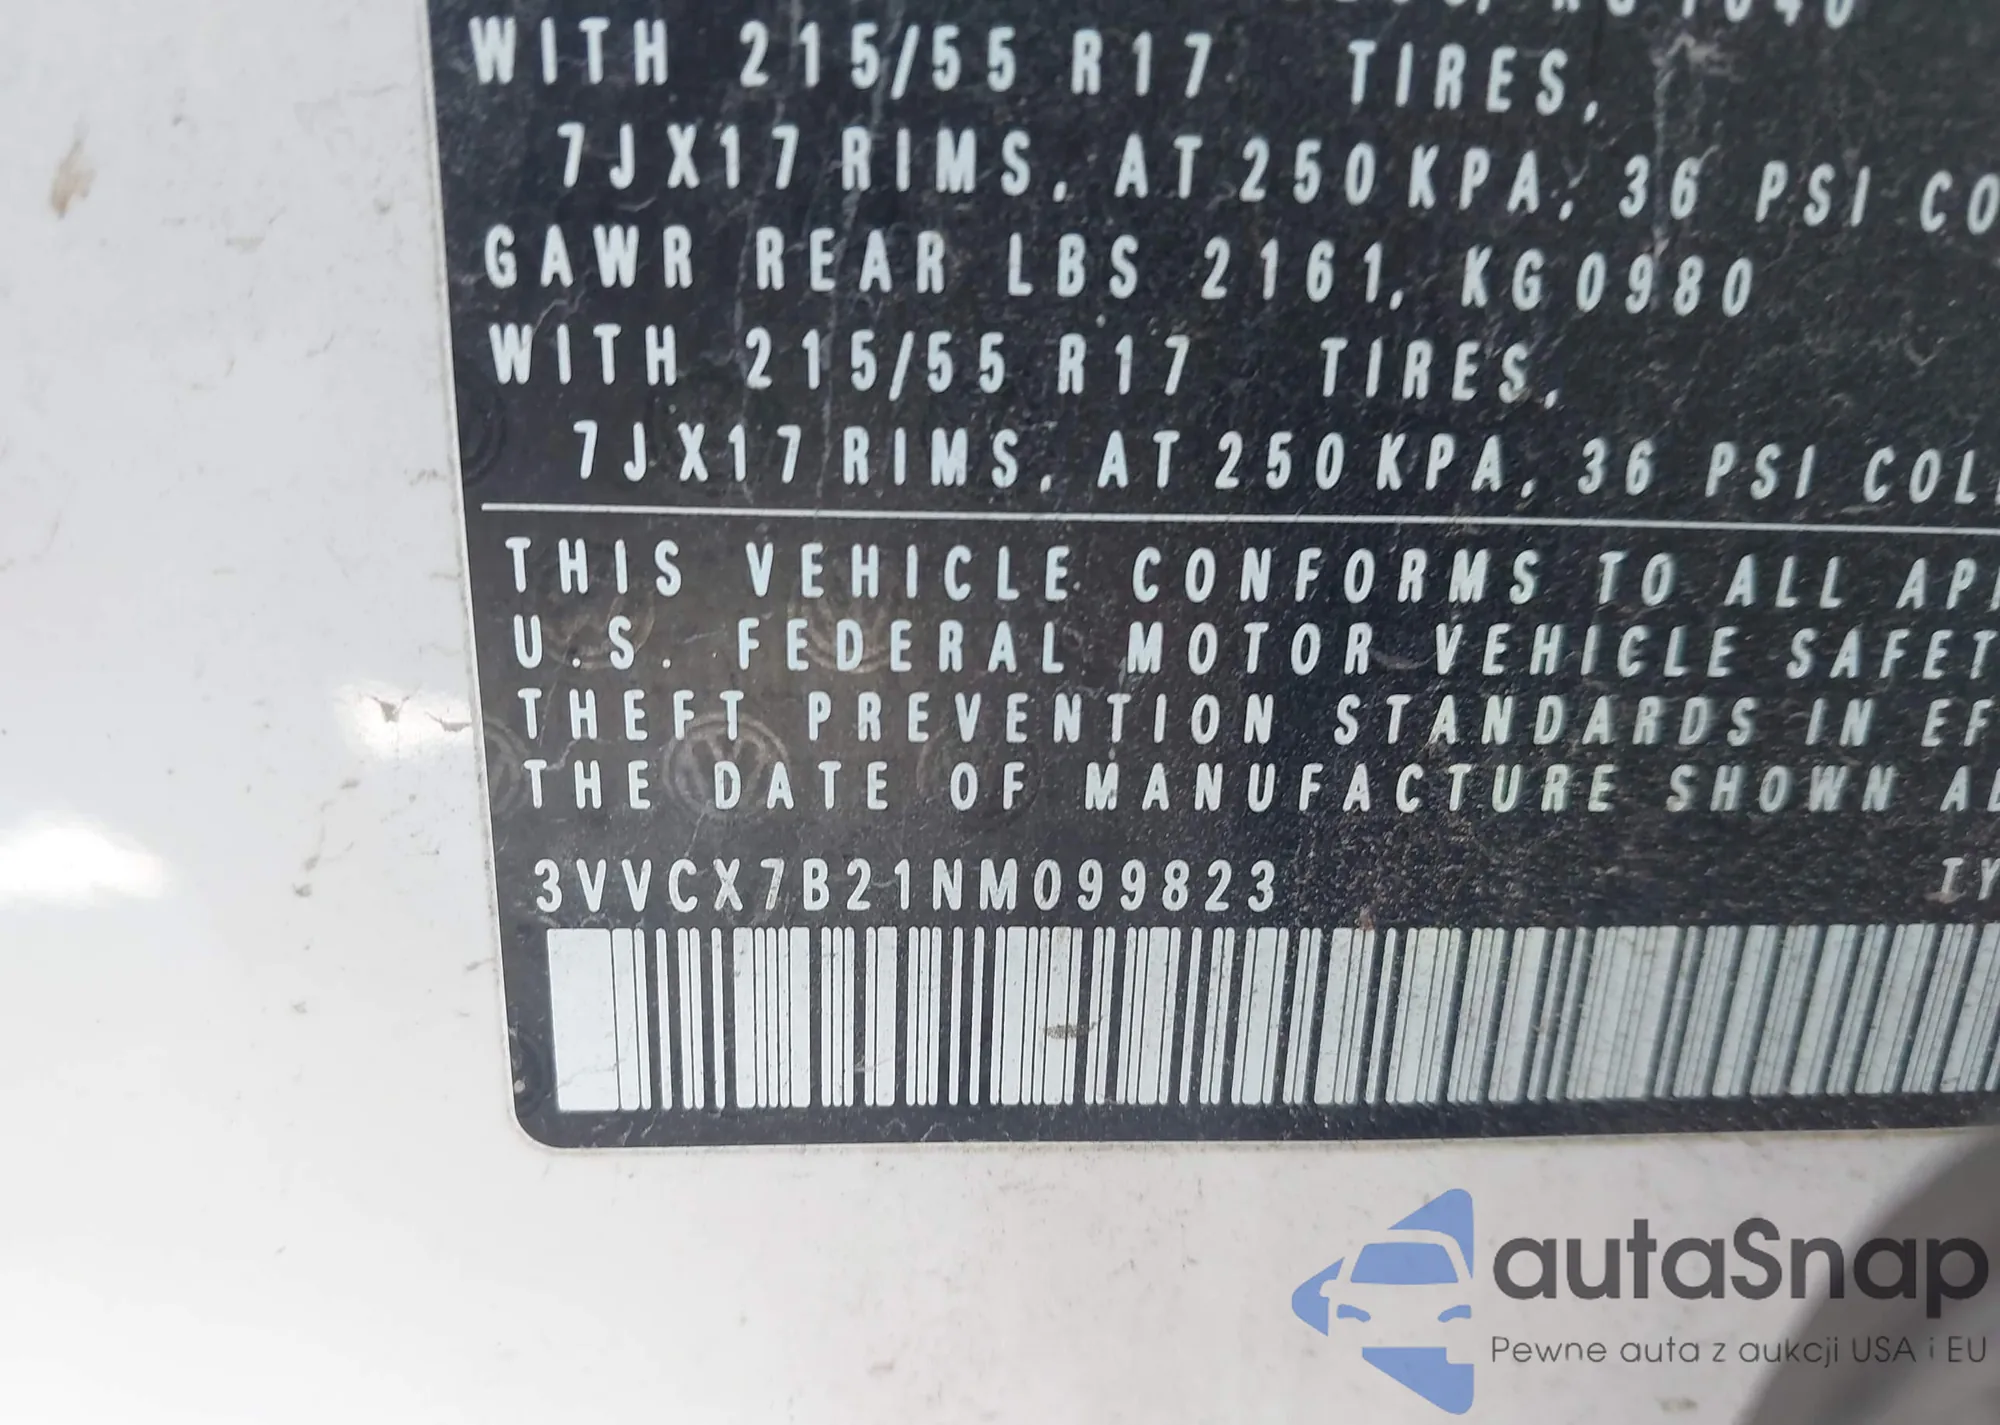 WITH 215/55 R17 TIRES,
7JX17 RIMS, AT 250 KPA, 36 PSI CO
GAWR REAR LBS 2161, KG 0980
WITH 215/55 R17 TIRES,
7JX17 RIMS, AT 250 KPA, 36 PSI COL
THIS VEHICLE CONFORMS TO ALL AP
U.S. FEDERAL MOTOR VEHICLE SAFET
THEFT PREVENTION STANDARDS IN EF
THE DATE OF MANUFACTURE SHOWN A
3VVCX7B21NM099823 TY
autaSnap
Pewne auta z aukcji USA i EU